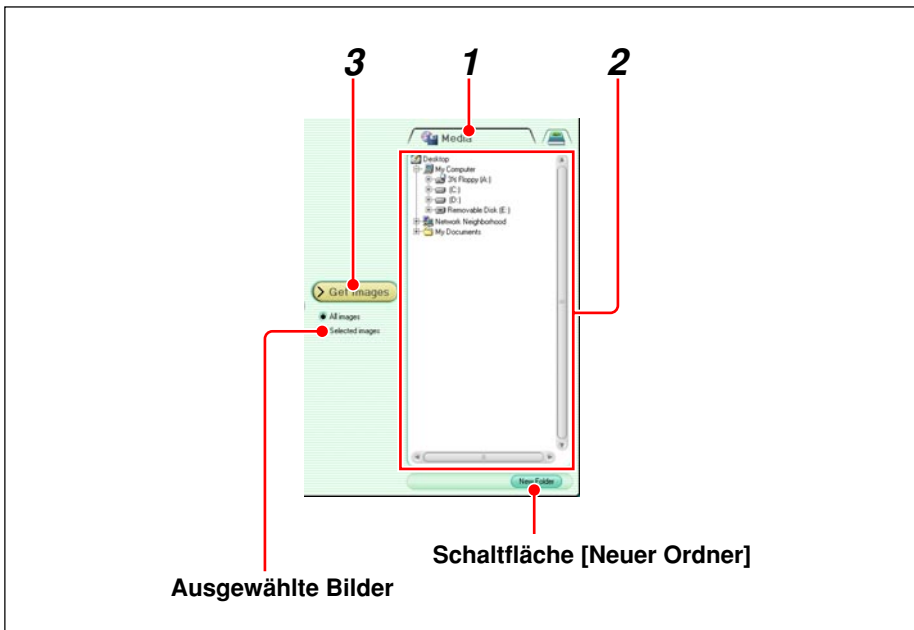 3 1 2
Media
Desktop
My Computer
3½ Floppy (A:)
(C:)
(D:)
Removable Disk (E:)
Network Neighborhood
My Documents
> Get Images
All images
Selected images
New Folder
Schaltfläche [Neuer Ordner]
Ausgewählte Bilder